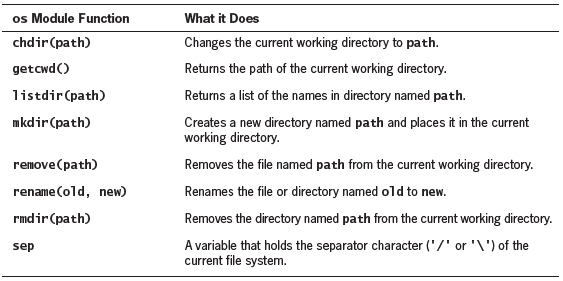 os Module Function What it Does
chdir(path) Changes the current working directory to path.
getcwd() Returns the path of the current working directory.
listdir(path) Returns a list of the names in directory named path.
mkdir(path) Creates a new directory named path and places it in the current
working directory.
remove(path) Removes the file named path from the current working directory.
rename(old, new) Renames the file or directory named old to new.
rmdir(path) Removes the directory named path from the current working directory.
sep A variable that holds the separator character ('/' or '\') of the
current file system.